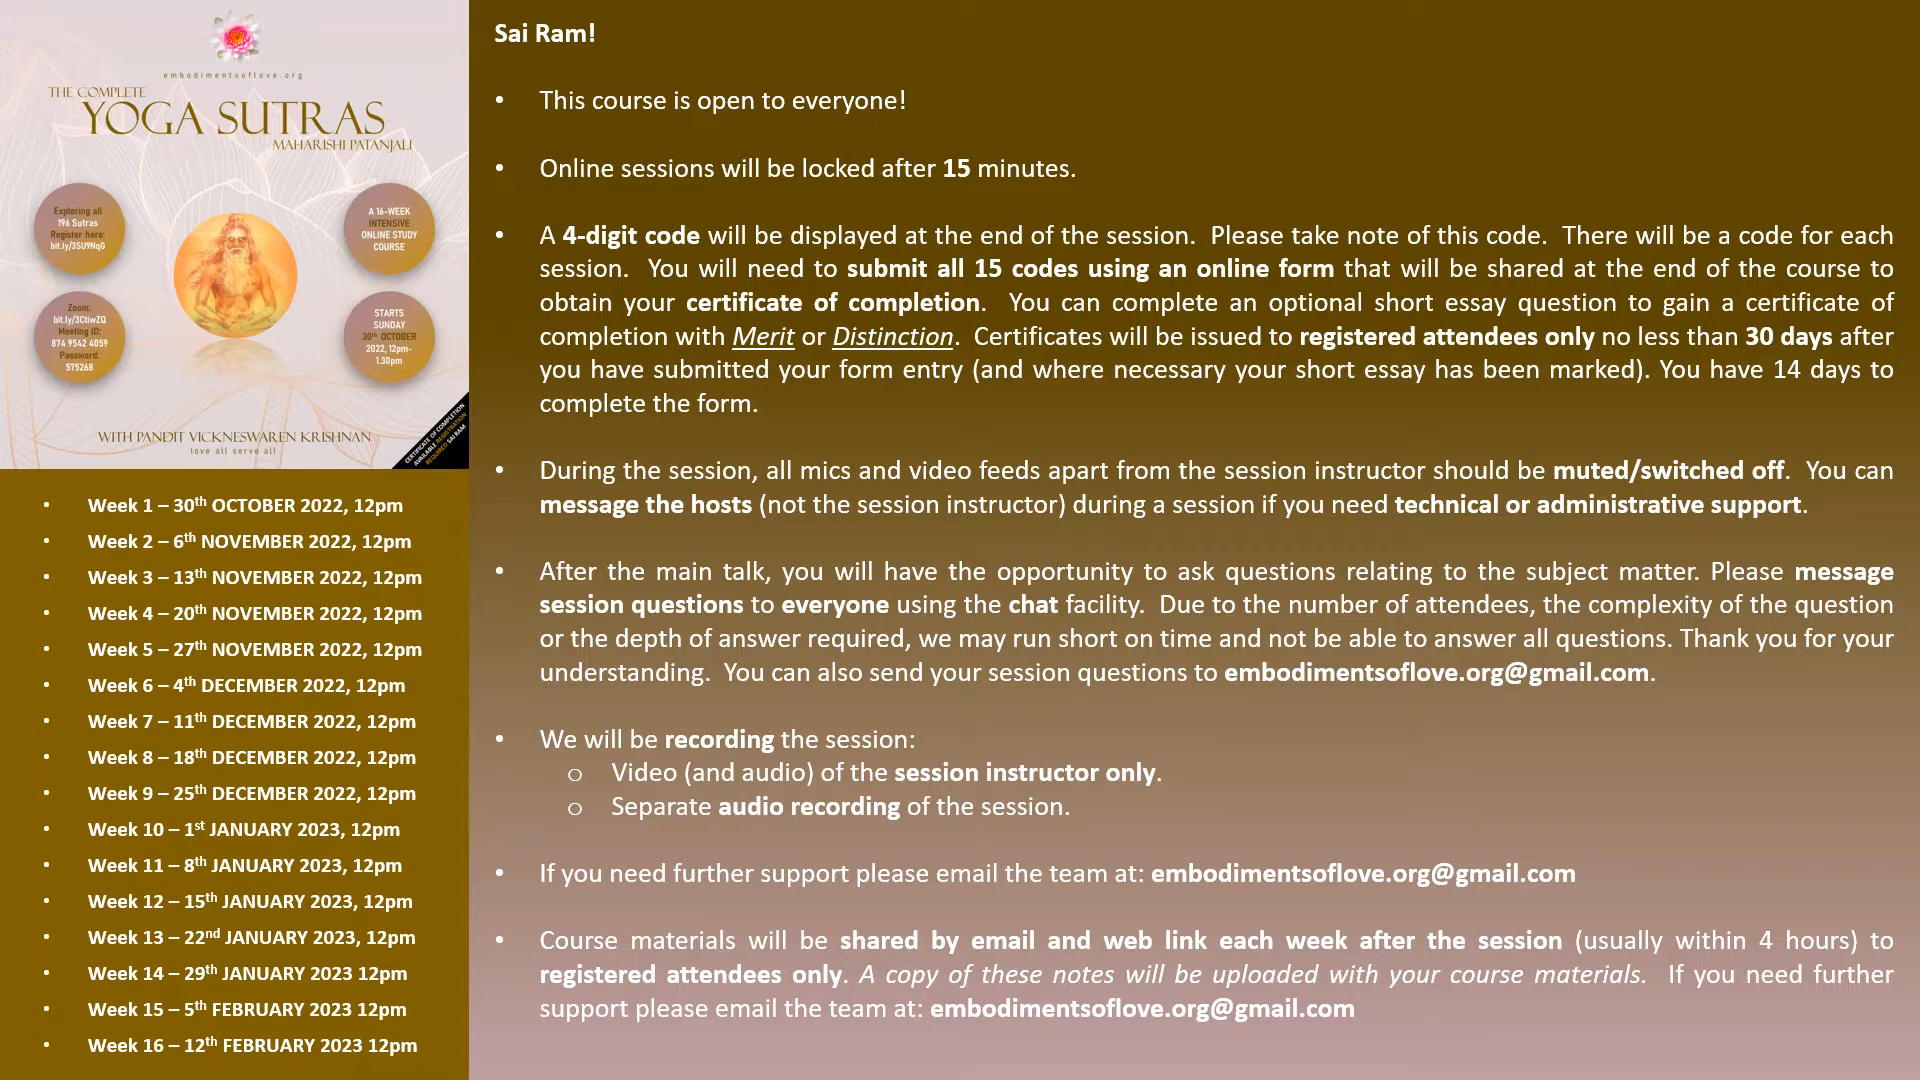 embodimentsoflove.org
THE COMPLETE
YOGA SUTRAS
MAHARISHI PATANJALI
Exploring all
196 Sutras
Register here:
bit.ly/3SU9NqG
A 16-WEEK
INTENSIVE
ONLINE STUDY
COURSE
Zoom:
bit.ly/3CtiwZQ
Meeting ID:
874 9542 4059
Password:
575268
STARTS
SUNDAY
30th OCTOBER
2022, 12pm-
1.30pm
WITH PANDIT VICKNESWAREN KRISHNAN
love all serve all
CERTIFICATE OF COMPLETION
AVAILABLE REGISTRATION
REQUIRED SAI RAM
• Week 1 – 30th OCTOBER 2022, 12pm
• Week 2 – 6th NOVEMBER 2022, 12pm
• Week 3 – 13th NOVEMBER 2022, 12pm
• Week 4 – 20th NOVEMBER 2022, 12pm
• Week 5 – 27th NOVEMBER 2022, 12pm
• Week 6 – 4th DECEMBER 2022, 12pm
• Week 7 – 11th DECEMBER 2022, 12pm
• Week 8 – 18th DECEMBER 2022, 12pm
• Week 9 – 25th DECEMBER 2022, 12pm
• Week 10 – 1st JANUARY 2023, 12pm
• Week 11 – 8th JANUARY 2023, 12pm
• Week 12 – 15th JANUARY 2023, 12pm
• Week 13 – 22nd JANUARY 2023, 12pm
• Week 14 – 29th JANUARY 2023 12pm
• Week 15 – 5th FEBRUARY 2023 12pm
• Week 16 – 12th FEBRUARY 2023 12pm
Sai Ram!
• This course is open to everyone!
• Online sessions will be locked after 15 minutes.
• A 4-digit code will be displayed at the end of the session. Please take note of this code. There will be a code for each
session. You will need to submit all 15 codes using an online form that will be shared at the end of the course to
obtain your certificate of completion. You can complete an optional short essay question to gain a certificate of
completion with Merit or Distinction. Certificates will be issued to registered attendees only no less than 30 days after
you have submitted your form entry (and where necessary your short essay has been marked). You have 14 days to
complete the form.
• During the session, all mics and video feeds apart from the session instructor should be muted/switched off. You can
message the hosts (not the session instructor) during a session if you need technical or administrative support.
• After the main talk, you will have the opportunity to ask questions relating to the subject matter. Please message
session questions to everyone using the chat facility. Due to the number of attendees, the complexity of the question
or the depth of answer required, we may run short on time and not be able to answer all questions. Thank you for your
understanding. You can also send your session questions to embodimentsoflove.org@gmail.com.
• We will be recording the session:
o Video (and audio) of the session instructor only.
o Separate audio recording of the session.
• If you need further support please email the team at: embodimentsoflove.org@gmail.com
• Course materials will be shared by email and web link each week after the session (usually within 4 hours) to
registered attendees only. A copy of these notes will be uploaded with your course materials. If you need further
support please email the team at: embodimentsoflove.org@gmail.com